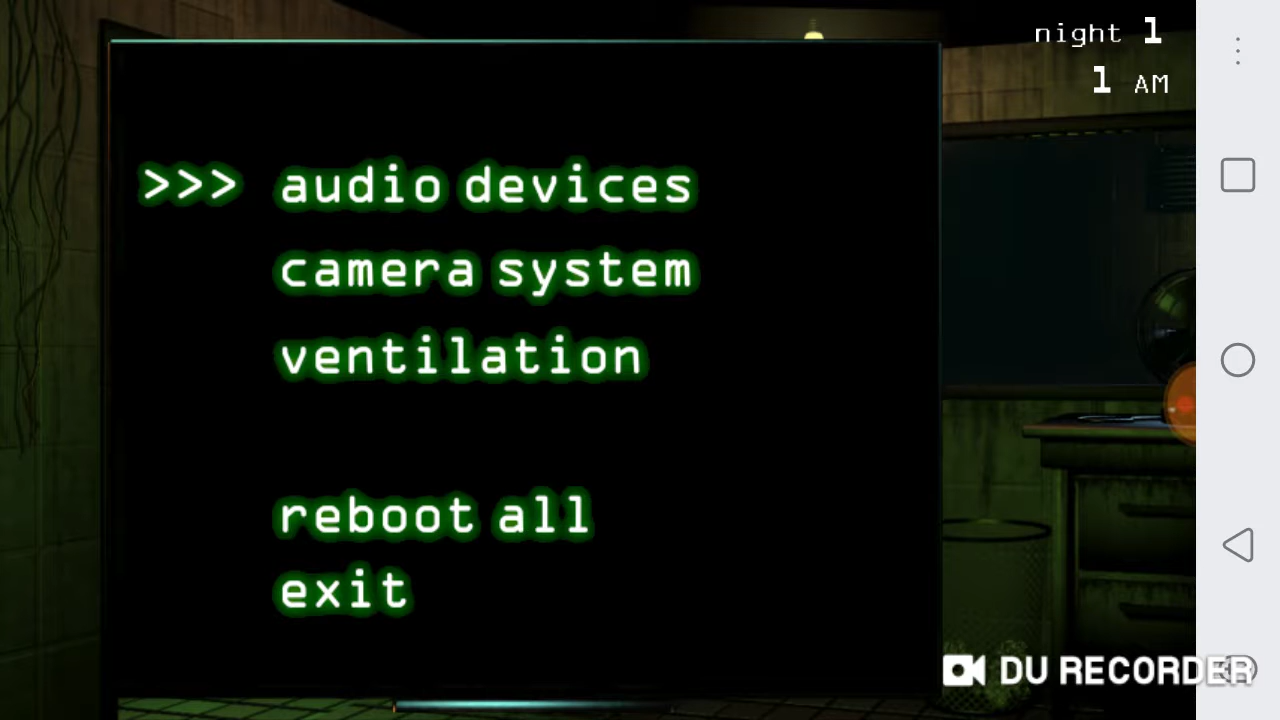 night 1
1 AM
>>> audio devices
camera system
ventilation
reboot all
exit
DU RECORDER